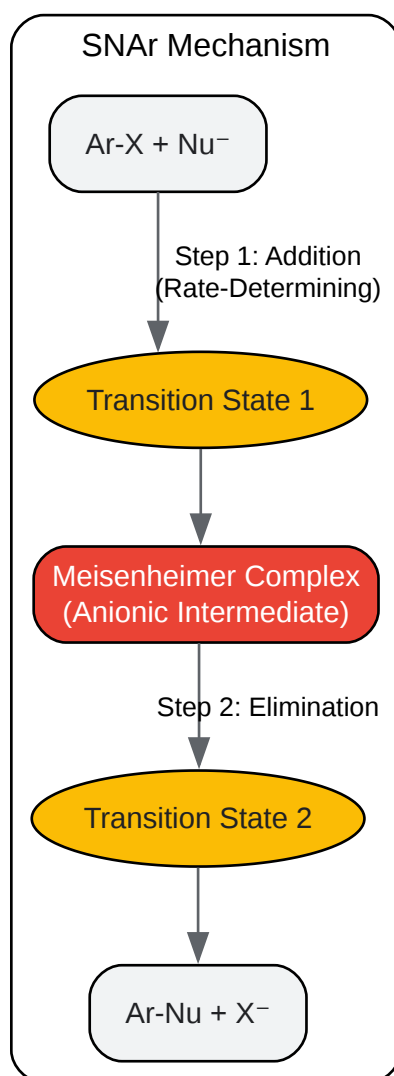 SNAr Mechanism
Ar-X + Nu⁻
Step 1: Addition
(Rate-Determining)
Transition State 1
Meisenheimer Complex
(Anionic Intermediate)
Step 2: Elimination
Transition State 2
Ar-Nu + X⁻